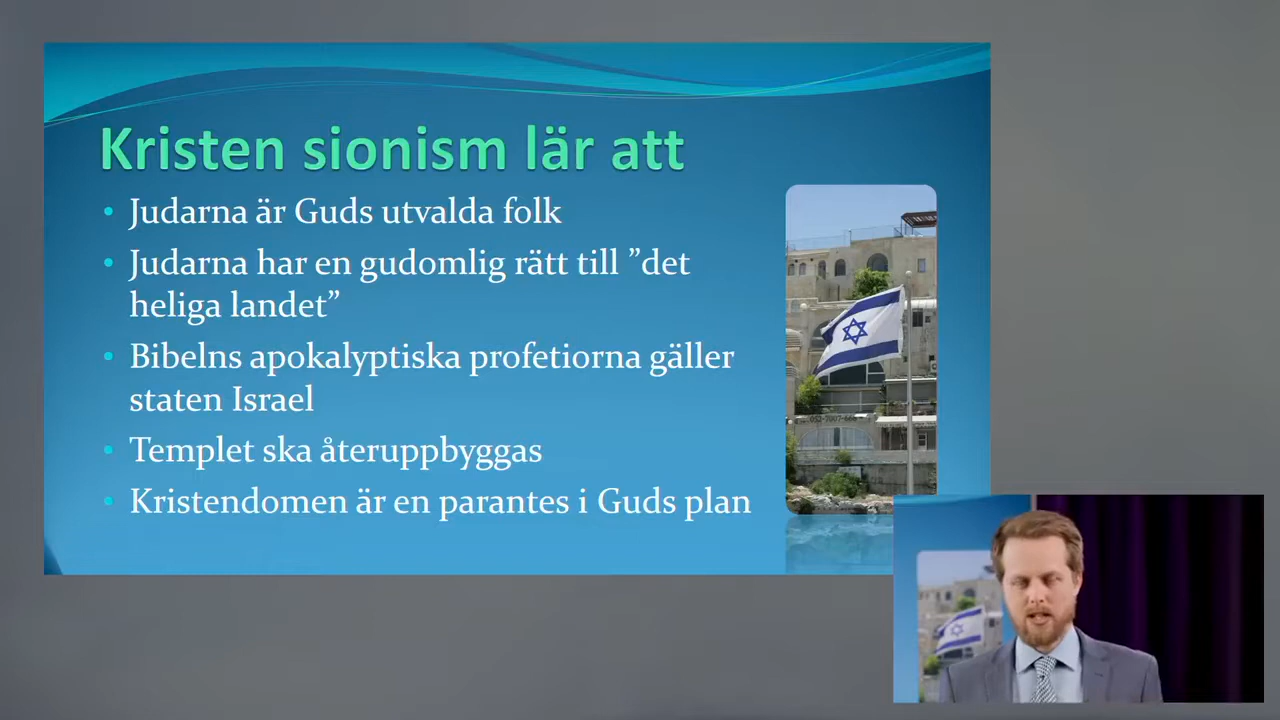 Kristen sionism lär att
• Judarna är Guds utvalda folk
• Judarna har en gudomlig rätt till ”det
heliga landet”
• Bibelns apokalyptiska profetiorna gäller
staten Israel
• Templet ska återuppbyggas
• Kristendomen är en parantes i Guds plan